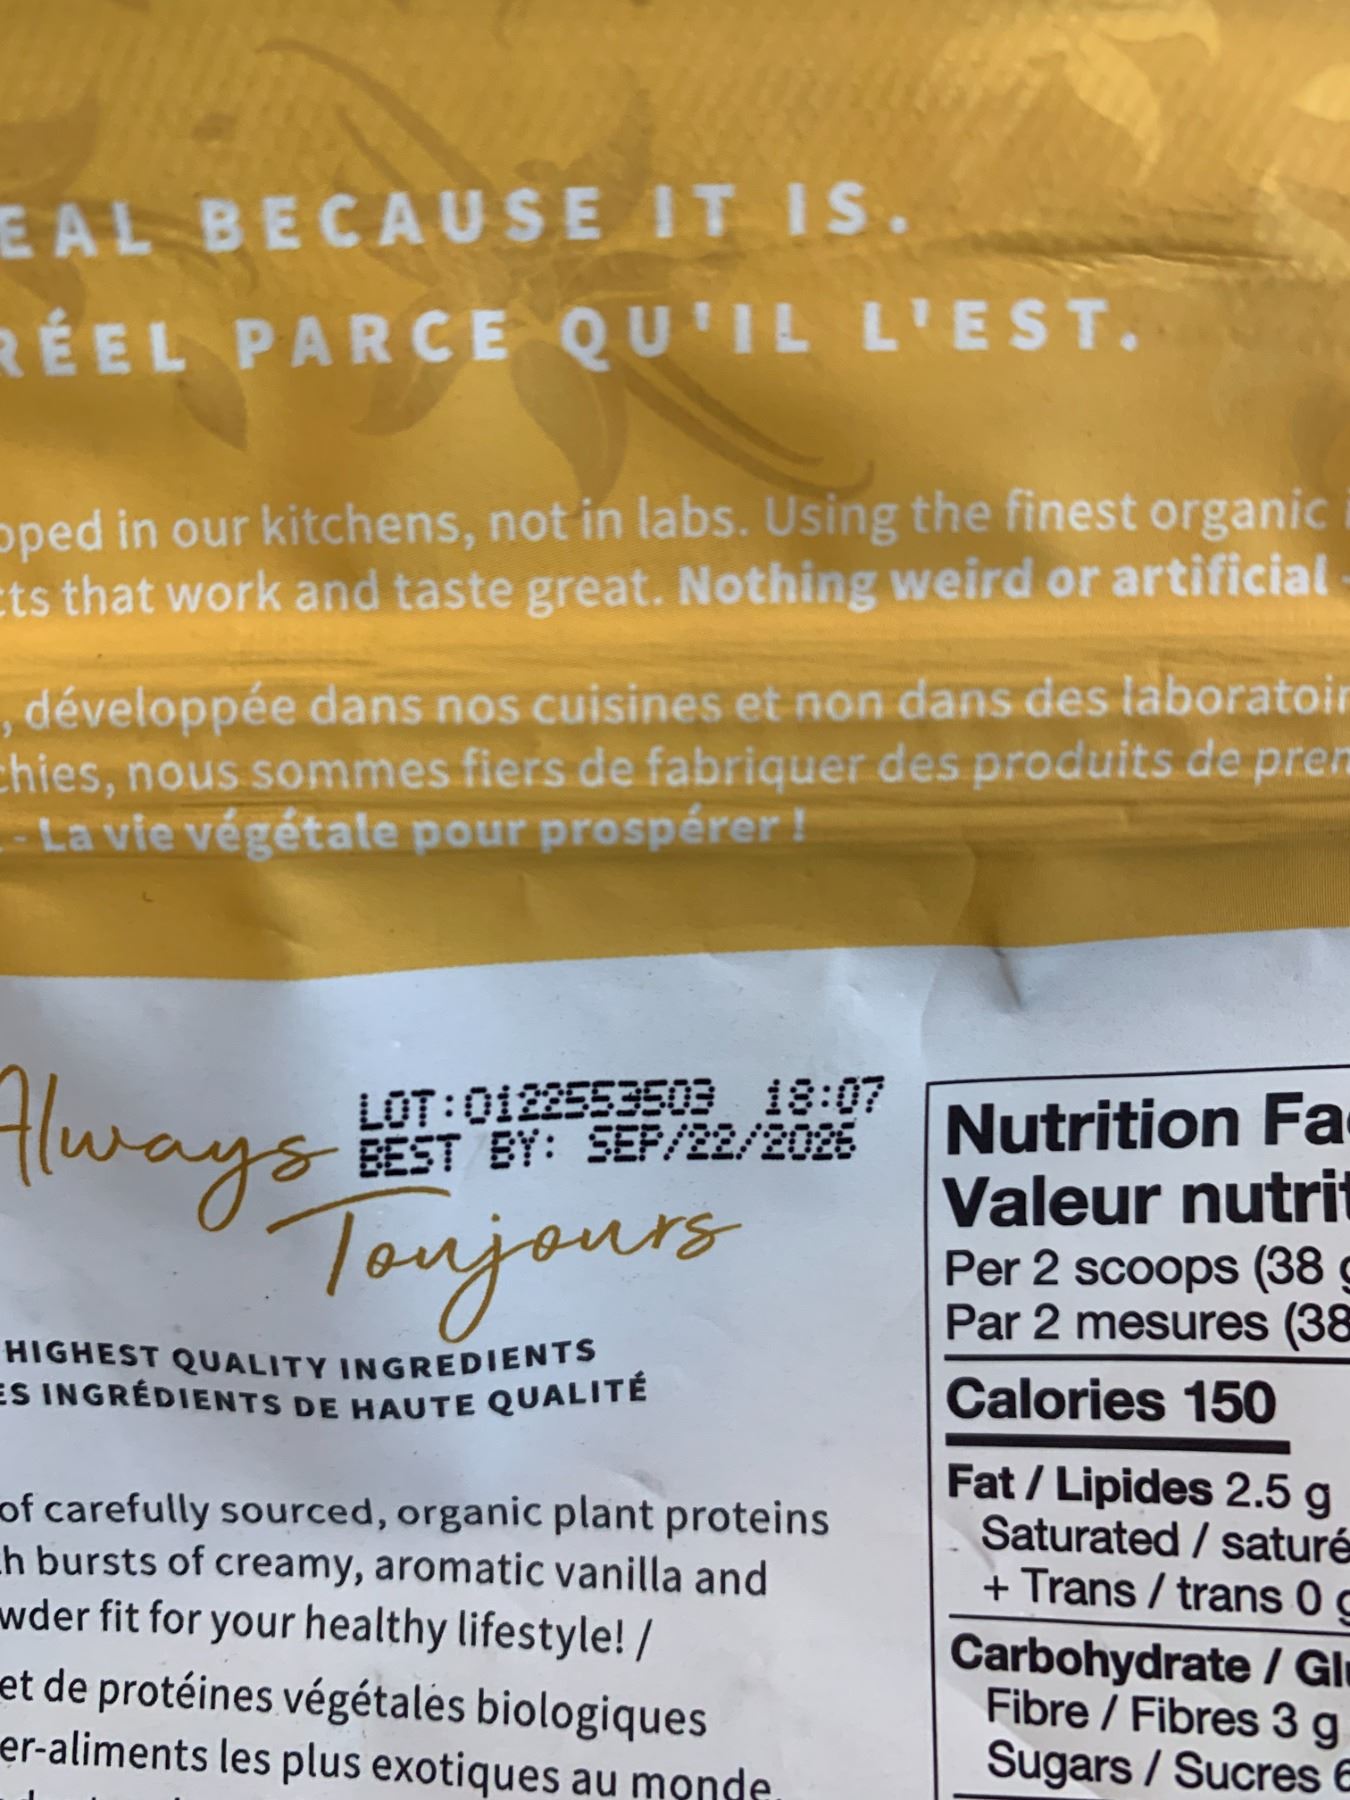 EAL BECAUSE IT IS.
RÉEL PARCE QU'IL L'EST.
oped in our kitchens, not in labs. Using the finest organic
cts that work and taste great. Nothing weird or artificial -
, développée dans nos cuisines et non dans des laboratoir
chies, nous sommes fiers de fabriquer des produits de prem
- La vie végétale pour prospérer !
Always
LOT:0122553503 18:07
BEST BY: SEP/22/2026
Toujours
HIGHEST QUALITY INGREDIENTS
ES INGRÉDIENTS DE HAUTE QUALITÉ
of carefully sourced, organic plant proteins
h bursts of creamy, aromatic vanilla and
wder fit for your healthy lifestyle! /
et de protéines végétales biologiques
er-aliments les plus exotiques au monde.
Nutrition Fa
Valeur nutrit
Per 2 scoops (38 g
Par 2 mesures (38
Calories 150
Fat / Lipides 2.5 g
Saturated / saturé
+ Trans / trans 0 g
Carbohydrate / Glu
Fibre / Fibres 3 g
Sugars / Sucres 6